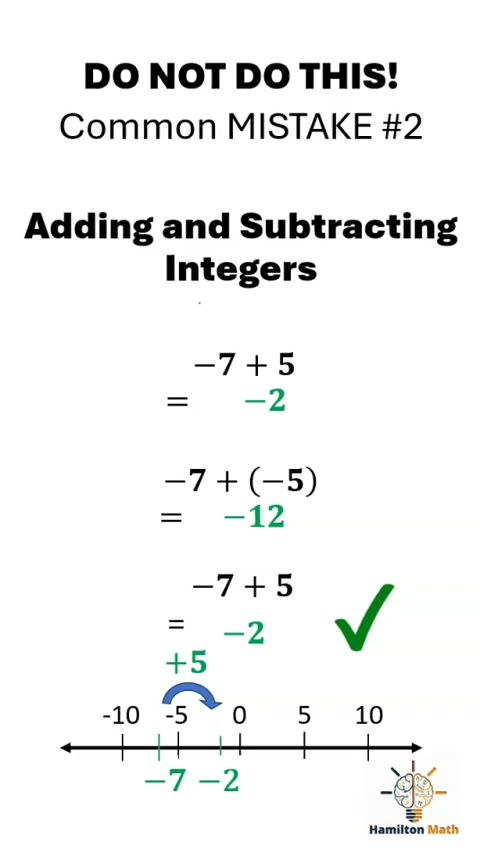 DO NOT DO THIS!
Common MISTAKE #2
Adding and Subtracting
Integers
−7 + 5
= −2
−7 + (−5)
= −12
−7 + 5
= −2
+5
-10 -5 0 5 10
−7 −2
Hamilton Math